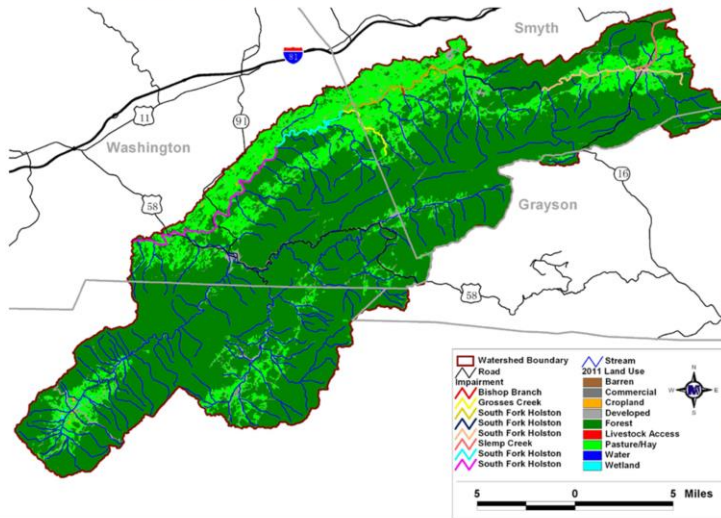 Smyth
81
11
91
Washington
58
16
Grayson
58
Watershed Boundary
Road
Impairment
Bishop Branch
Grosses Creek
South Fork Holston
South Fork Holston
South Fork Holston
Slemp Creek
South Fork Holston
South Fork Holston
Stream
2011 Land Use
Barren
Commercial
Cropland
Developed
Forest
Livestock Access
Pasture/Hay
Water
Wetland
N
W E
S
5 0 5 Miles